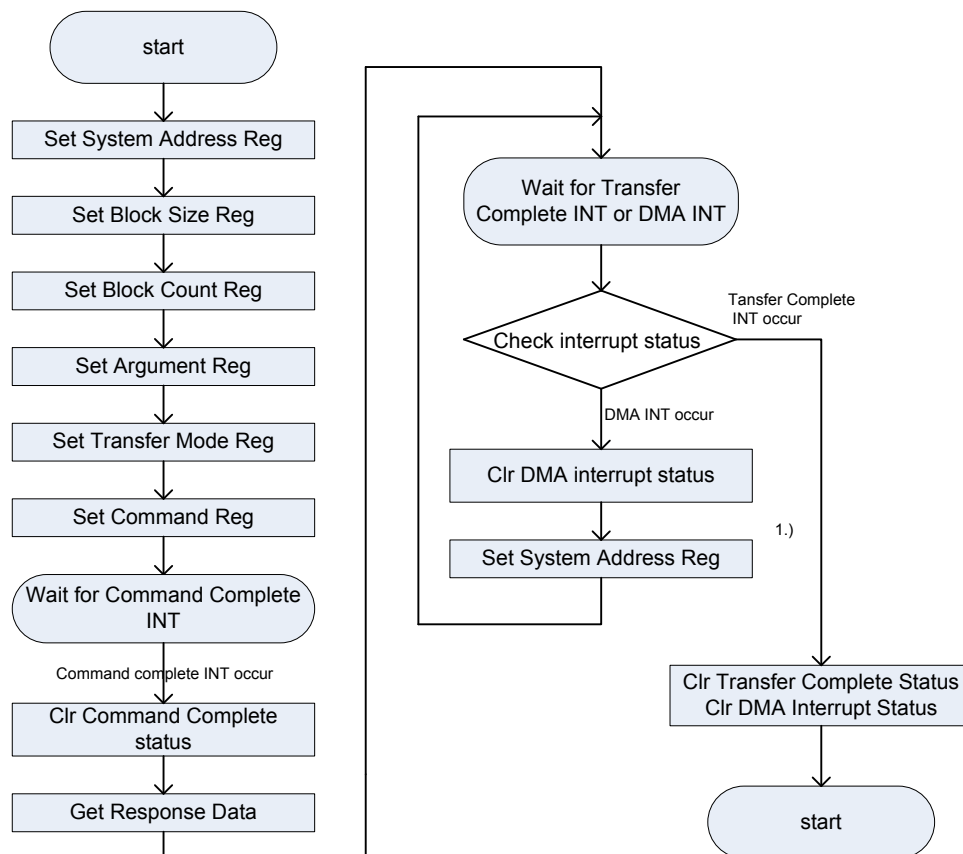 start
Set System Address Reg
Set Block Size Reg
Set Block Count Reg
Set Argument Reg
Set Transfer Mode Reg
Set Command Reg
Wait for Command Complete
INT
Command complete INT occur
Clr Command Complete
status
Get Response Data
Wait for Transfer
Complete INT or DMA INT
Check interrupt status
Tansfer Complete
INT occur
DMA INT occur
Clr DMA interrupt status
Set System Address Reg
1.)
Clr Transfer Complete Status
Clr DMA Interrupt Status
start